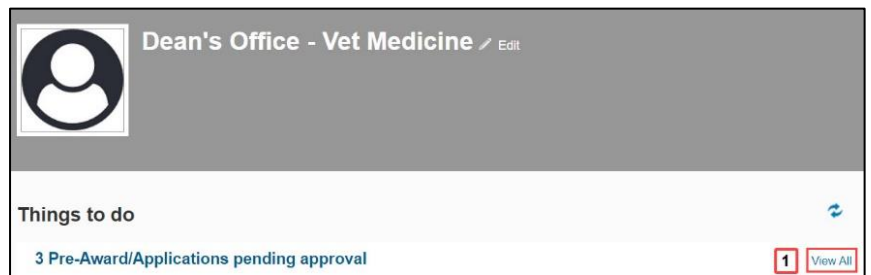 Dean's Office - Vet Medicine Edit
Things to do
3 Pre-Award/Applications pending approval 1 View All